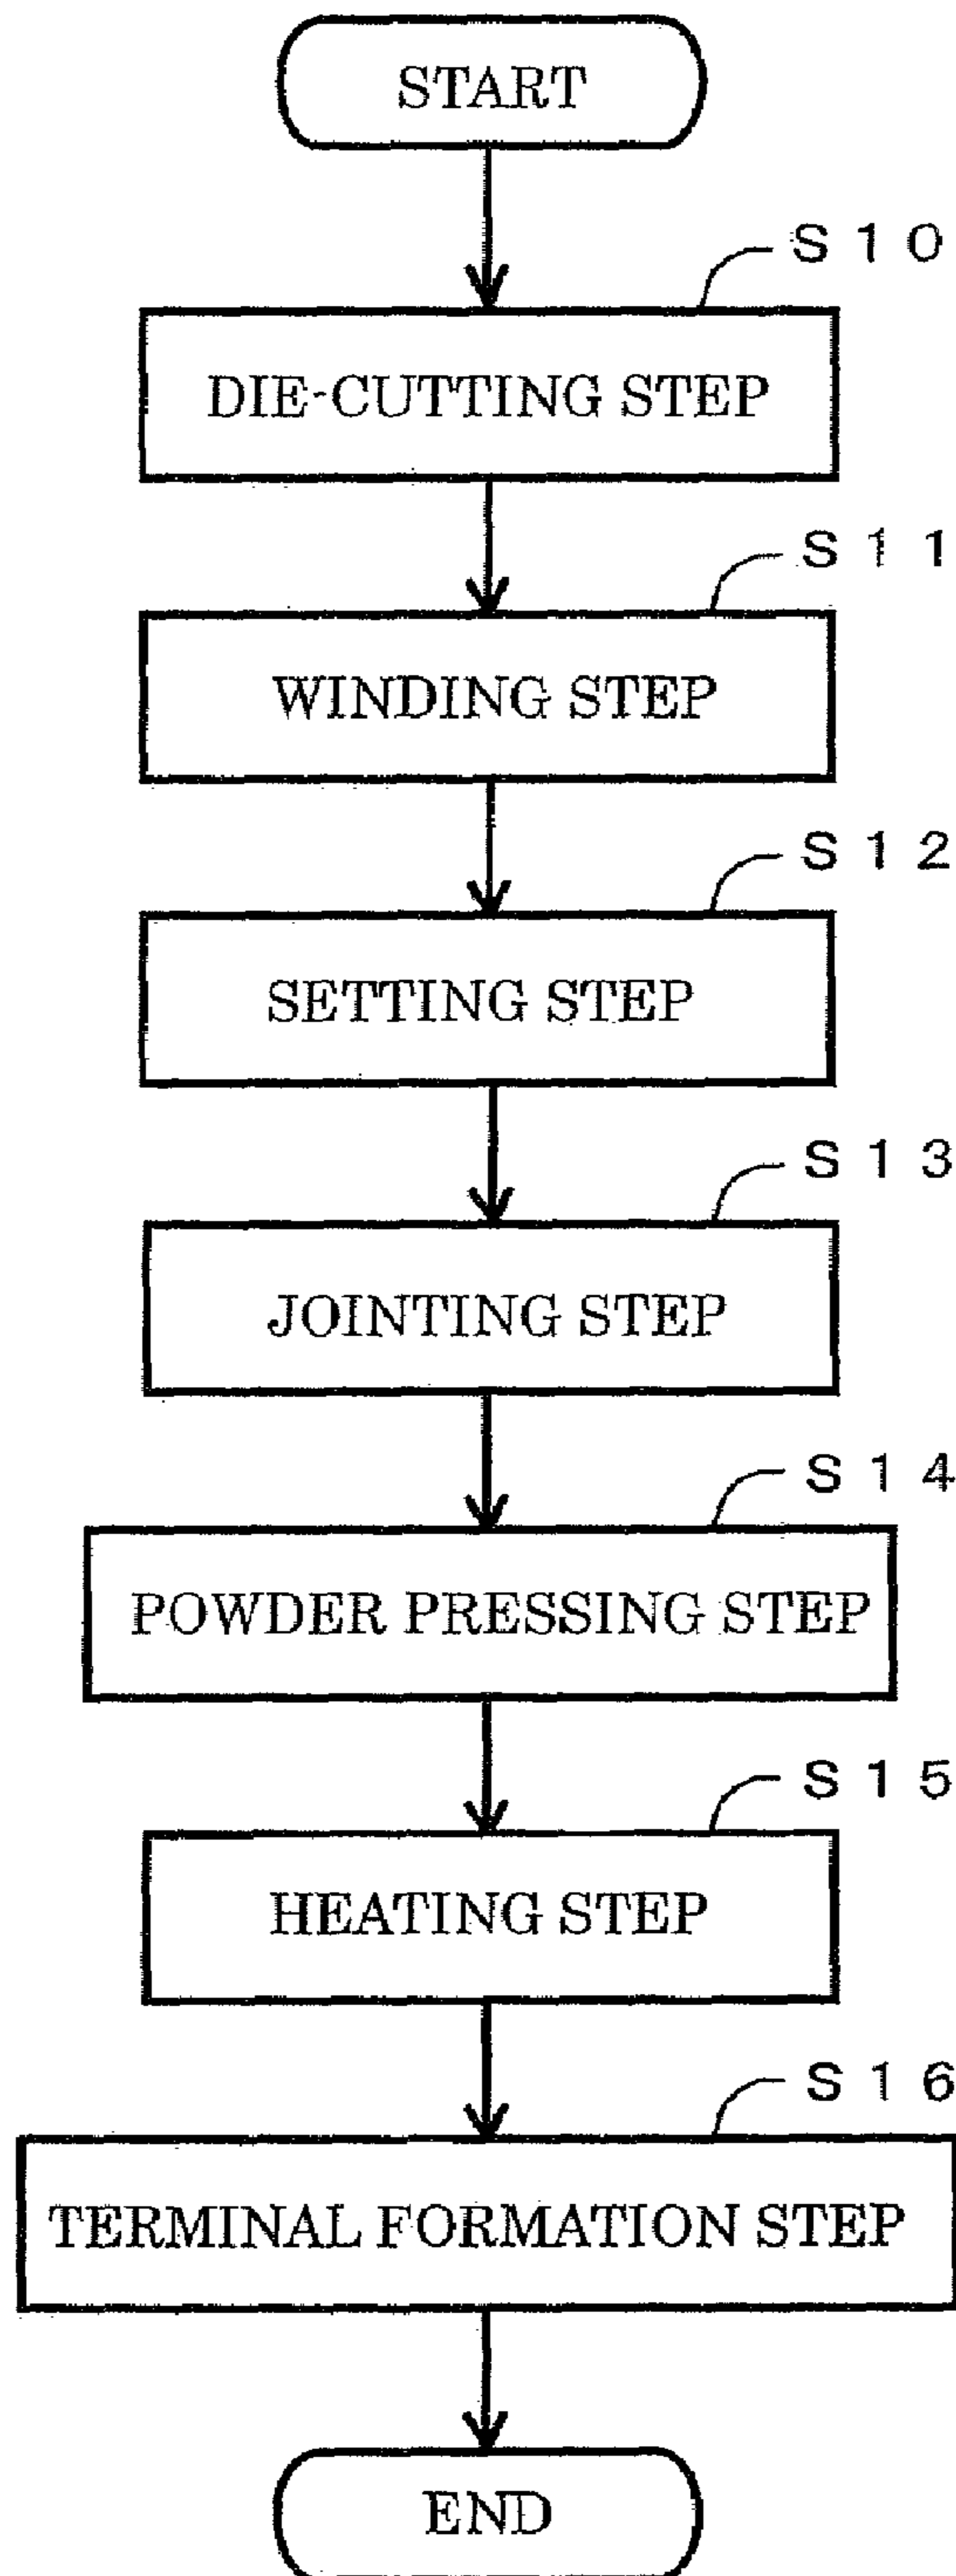 START
S10
DIE-CUTTING STEP
S11
WINDING STEP
S12
SETTING STEP
S13
JOINTING STEP
S14
POWDER PRESSING STEP
S15
HEATING STEP
S16
TERMINAL FORMATION STEP
END